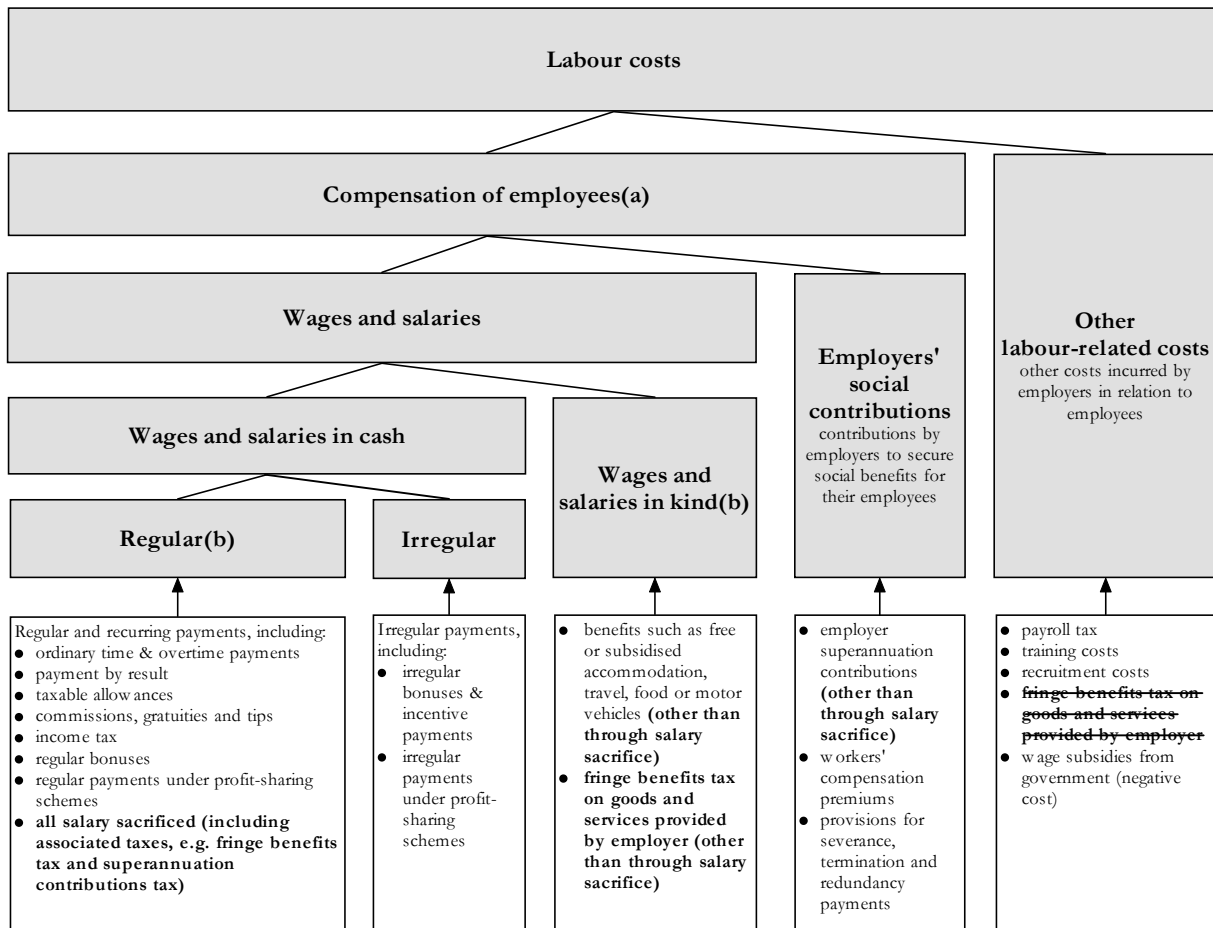 Labour costs
Compensation of employees(a)
Wages and salaries
Wages and salaries in cash
Regular(b)
Irregular
Wages and
salaries in kind(b)
Employers'
social
contributions
contributions by
employers to secure
social benefits for
their employees
Other
labour-related costs
other costs incurred by
employers in relation to
employees
Regular and recurring payments, including:
● ordinary time & overtime payments
● payment by result
● taxable allowances
● commissions, gratuities and tips
● income tax
● regular bonuses
● regular payments under profit-sharing
schemes
● all salary sacrificed (including
associated taxes, e.g. fringe benefits
tax and superannuation
contributions tax)
Irregular payments,
including:
● irregular
bonuses &
incentive
payments
● irregular
payments
under profit-
sharing
schemes
● benefits such as free
or subsidised
accommodation,
travel, food or motor
vehicles (other than
through salary
sacrifice)
● fringe benefits tax
on goods and
services provided
by employer (other
than through salary
sacrifice)
● employer
superannuation
contributions
(other than
through salary
sacrifice)
● workers'
compensation
premiums
● provisions for
severance,
termination and
redundancy
payments
● payroll tax
● training costs
● recruitment costs
● fringe benefits tax on
goods and services
provided by employer
● wage subsidies from
government (negative
cost)